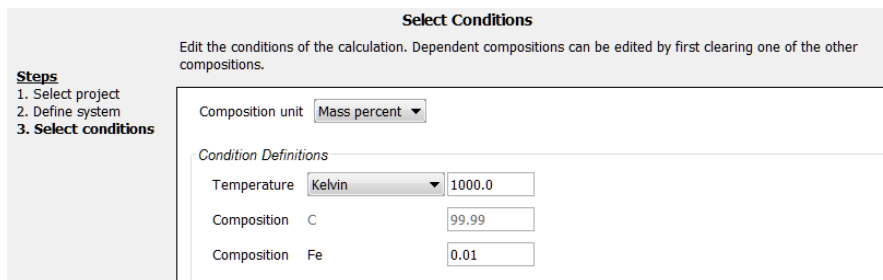 Select Conditions
Edit the conditions of the calculation. Dependent compositions can be edited by first clearing one of the other
compositions.
Steps
1. Select project
2. Define system
3. Select conditions
Composition unit Mass percent
Condition Definitions
Temperature Kelvin 1000.0
Composition C 99.99
Composition Fe 0.01